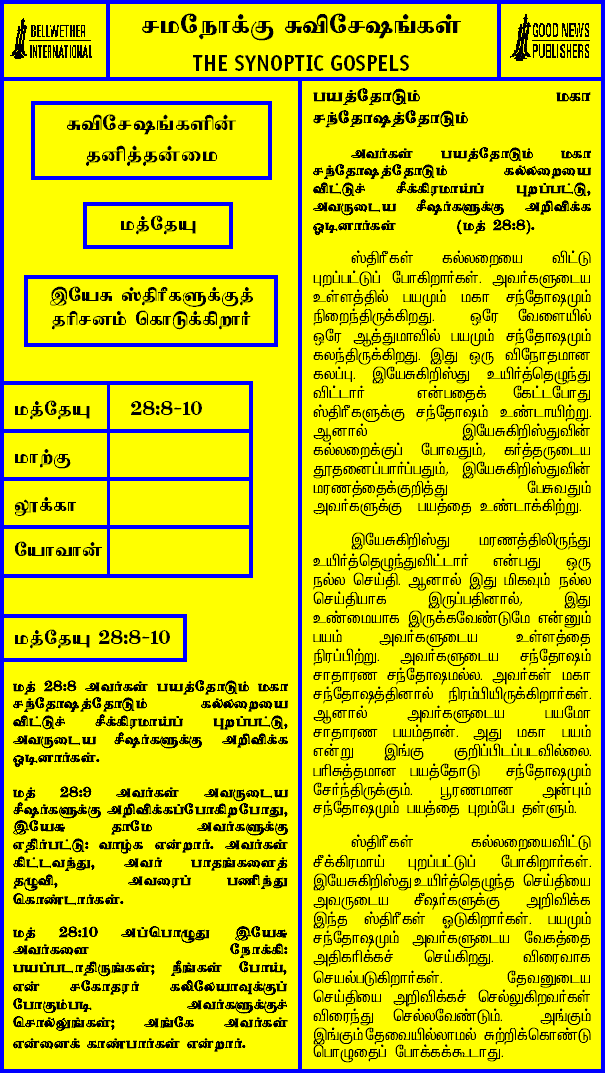 BELLWETHER
INTERNATIONAL
சமநோக்கு சுவிசேஷங்கள்
THE SYNOPTIC GOSPELS
GOOD NEWS
PUBLISHERS
சுவிசேஷங்களின்
தனித்தன்மை
மத்தேயு
இயேசு ஸ்திரீகளுக்குத்
தரிசனம் கொடுக்கிறார்
மத்தேயு 28:8-10
மாற்கு
லூக்கா
யோவான்
மத்தேயு 28:8-10
மத் 28:8 அவர்கள் பயத்தோடும் மகா
சந்தோஷத்தோடும் கல்லறையை
விட்டுச் சீக்கிரமாய்ப் புறப்பட்டு,
அவருடைய சீஷர்களுக்கு அறிவிக்க
ஓடினார்கள்.
மத் 28:9 அவர்கள் அவருடைய
சீஷர்களுக்கு அறிவிக்கப்போகிறபோது,
இயேசு தாமே அவர்களுக்கு
எதிர்பட்டு: வாழ்க என்றார். அவர்கள்
கிட்டவந்து, அவர் பாதங்களைத்
தழுவி, அவரைப் பணிந்து
கொண்டார்கள்.
மத் 28:10 அப்பொழுது இயேசு
அவர்களை நோக்கி:
பயப்படாதிருங்கள்; நீங்கள் போய்,
என் சகோதரர் கலிலேயாவுக்குப்
போகும்படி அவர்களுக்குச்
சொல்லுங்கள்; அங்கே அவர்கள்
என்னைக் காண்பார்கள் என்றார்.
பயத்தோடும் மகா
சந்தோஷத்தோடும்
அவர்கள் பயத்தோடும் மகா
சந்தோஷத்தோடும் கல்லறையை
விட்டுச் சீக்கிரமாய்ப் புறப்பட்டு,
அவருடைய சீஷர்களுக்கு அறிவிக்க
ஓடினார்கள் (மத் 28:8).
ஸ்திரீகள் கல்லறையை விட்டு
புறப்பட்டுப் போகிறார்கள். அவர்களுடைய
உள்ளத்தில் பயமும் மகா சந்தோஷமும்
நிறைந்திருக்கிறது. ஒரே வேளையில்
ஒரே ஆத்துமாவில் பயமும் சந்தோஷமும்
கலந்திருக்கிறது. இது ஒரு விநோதமான
கலப்பு. இயேசுகிறிஸ்து உயிர்த்தெழுந்து
விட்டார் என்பதைக் கேட்டபோது
ஸ்திரீகளுக்கு சந்தோஷம் உண்டாயிற்று.
ஆனால் இயேசுகிறிஸ்துவின்
கல்லறைக்குப் போவதும், கர்த்தருடைய
தூதனைப்பார்ப்பதும், இயேசுகிறிஸ்துவின்
மரணத்தைக்குறித்து பேசுவதும்
அவர்களுக்கு பயத்தை உண்டாக்கிற்று.
இயேசுகிறிஸ்து மரணத்திலிருந்து
உயிர்த்தெழுந்துவிட்டார் என்பது ஒரு
நல்ல செய்தி. ஆனால் இது மிகவும் நல்ல
செய்தியாக இருப்பதினால், இது
உண்மையாக இருக்கவேண்டுமே என்னும்
பயம் அவர்களுடைய உள்ளத்தை
நிரப்பிற்று. அவர்களுடைய சந்தோஷம்
சாதாரண சந்தோஷமல்ல. அவர்கள் மகா
சந்தோஷத்தினால் நிரம்பியிருக்கிறார்கள்.
ஆனால் அவர்களுடைய பயமோ
சாதாரண பயம்தான். அது மகா பயம்
என்று இங்கு குறிப்பிடப்படவில்லை.
பரிசுத்தமான பயத்தோடு சந்தோஷமும்
சேர்ந்திருக்கும். பூரணமான அன்பும்
சந்தோஷமும் பயத்தை புறம்பே தள்ளும்.
ஸ்திரீகள் கல்லறையைவிட்டு
சீக்கிரமாய் புறப்பட்டுப் போகிறார்கள்.
இயேசுகிறிஸ்து உயிர்த்தெழுந்த செய்தியை
அவருடைய சீஷர்களுக்கு அறிவிக்க
இந்த ஸ்திரீகள் ஓடுகிறார்கள். பயமும்
சந்தோஷமும் அவர்களுடைய வேகத்தை
அதிகரிக்கச் செய்கிறது. விரைவாக
செயல்படுகிறார்கள். தேவனுடைய
செய்தியை அறிவிக்கச் செல்லுகிறவர்கள்
விரைந்து செல்லவேண்டும். அங்கும்
இங்கும் தேவையில்லாமல் சுற்றிக்கொண்டு
பொழுதைப் போக்கக்கூடாது.